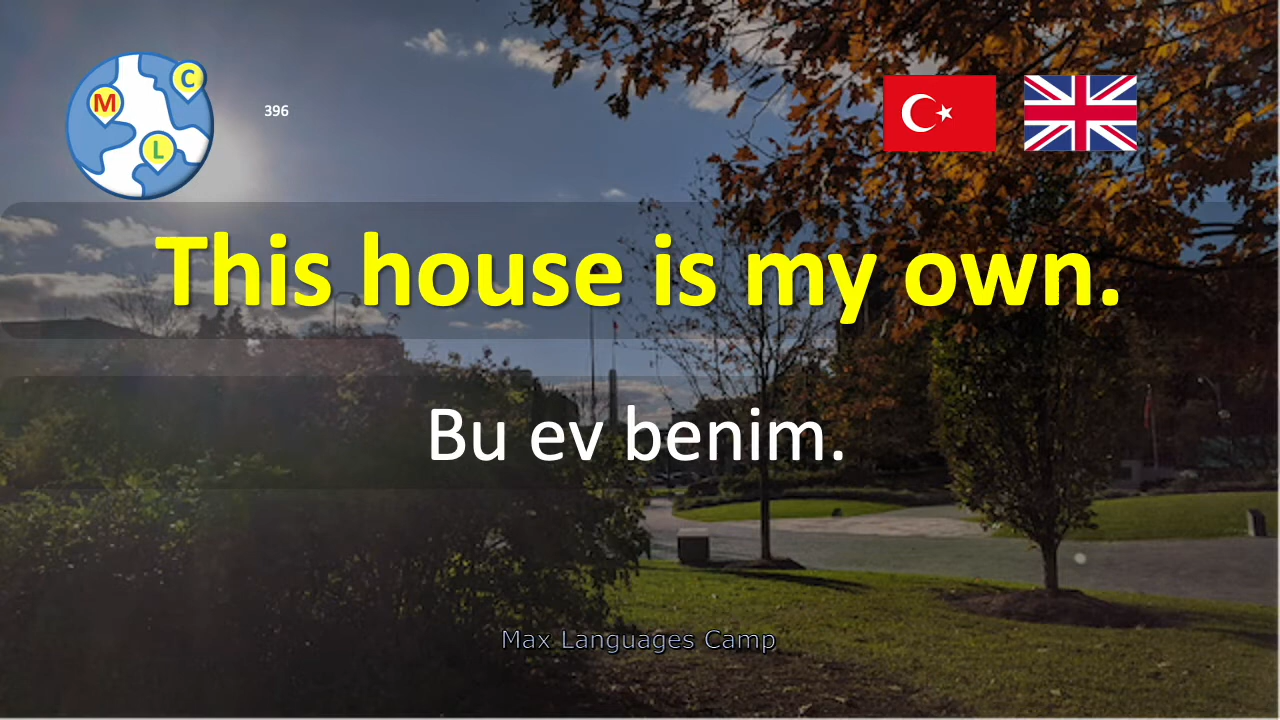 M
C
L
396
This house is my own.
Bu ev benim.
Max Languages Camp